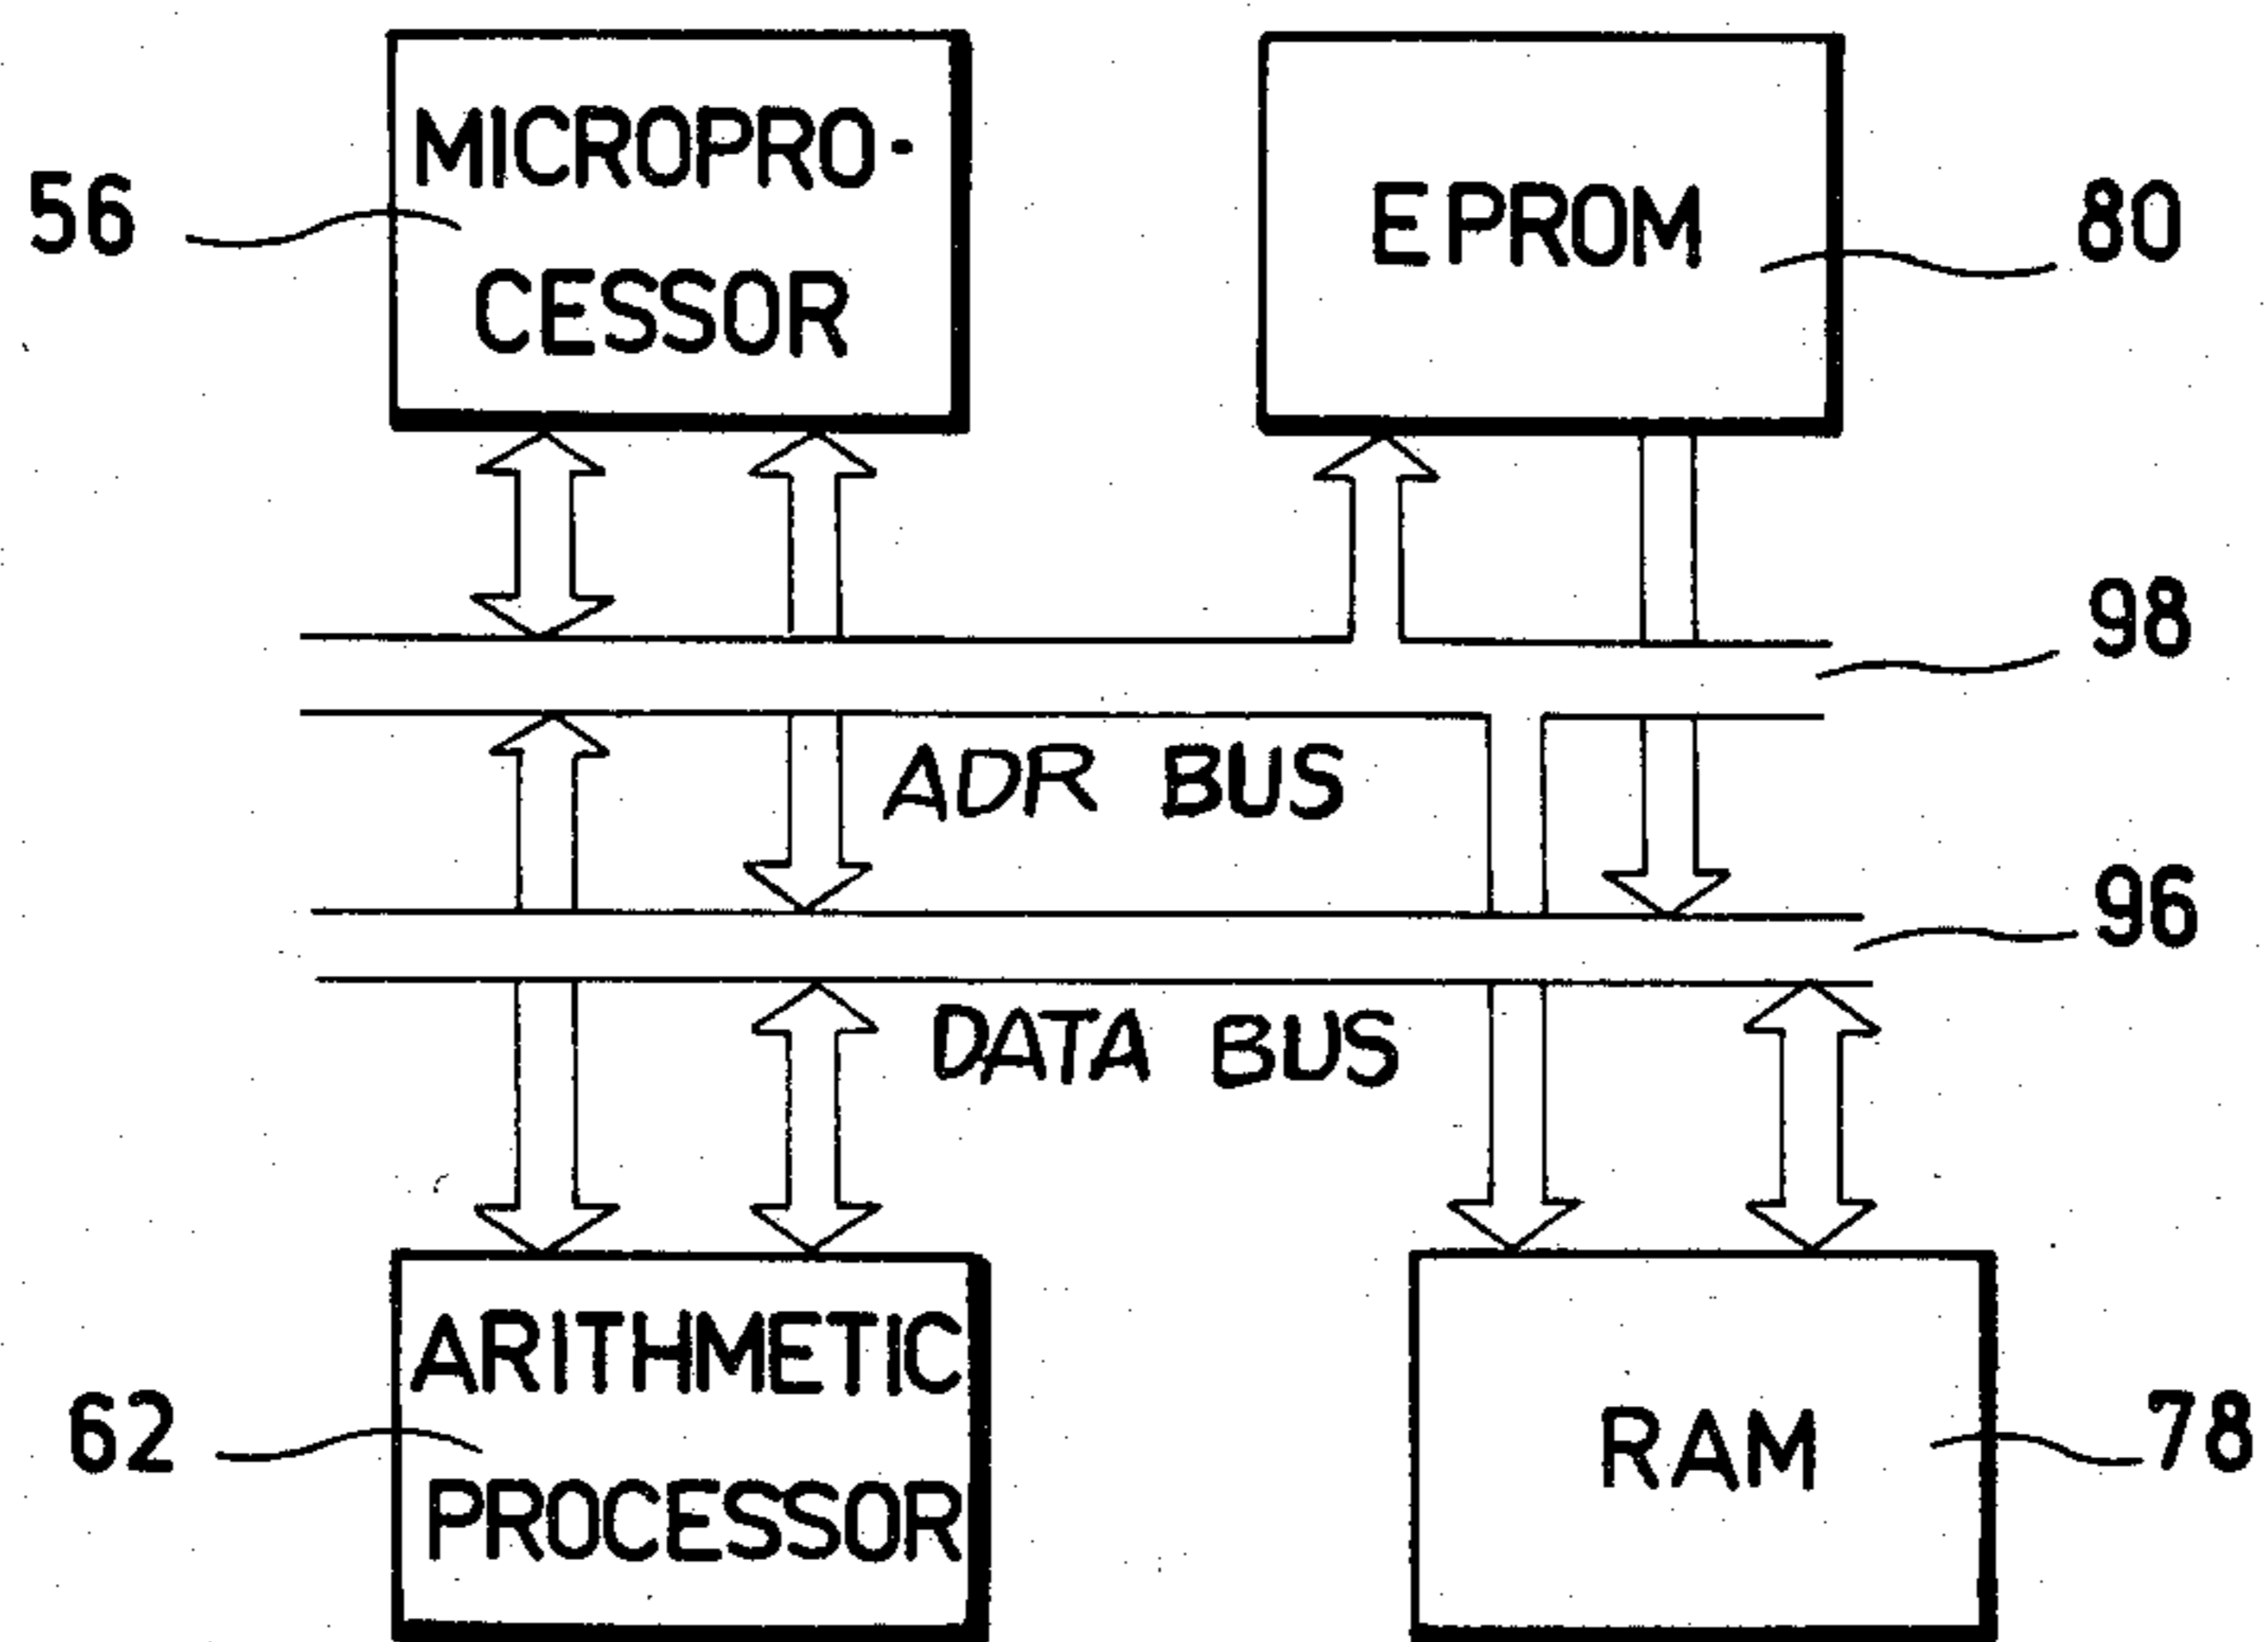 MICROPRO-
CESSOR
56
EPROM
80
98
ADR BUS
96
DATA BUS
ARITHMETIC
PROCESSOR
62
RAM
78